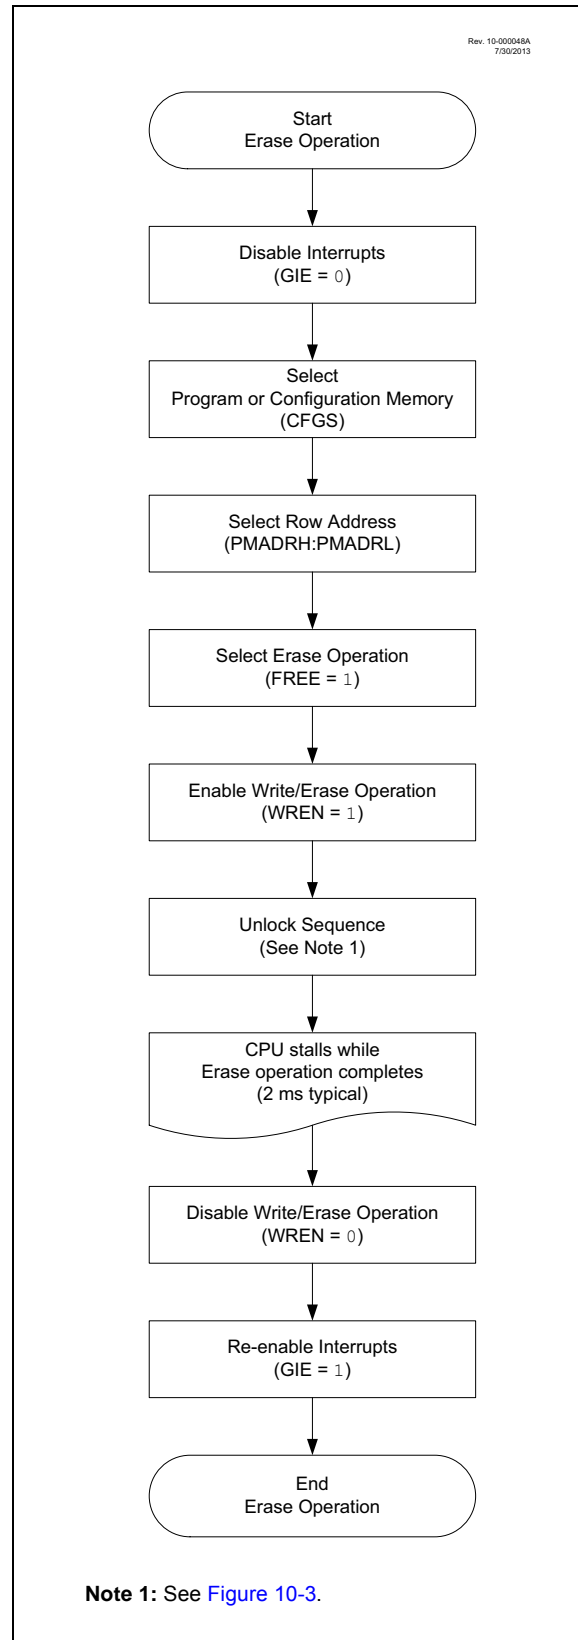 Rev. 10-000048A
7/30/2013
Start
Erase Operation
Disable Interrupts
(GIE = 0)
Select
Program or Configuration Memory
(CFGS)
Select Row Address
(PMADRH:PMADRL)
Select Erase Operation
(FREE = 1)
Enable Write/Erase Operation
(WREN = 1)
Unlock Sequence
(See Note 1)
CPU stalls while
Erase operation completes
(2 ms typical)
Disable Write/Erase Operation
(WREN = 0)
Re-enable Interrupts
(GIE = 1)
End
Erase Operation
Note 1: See Figure 10-3.